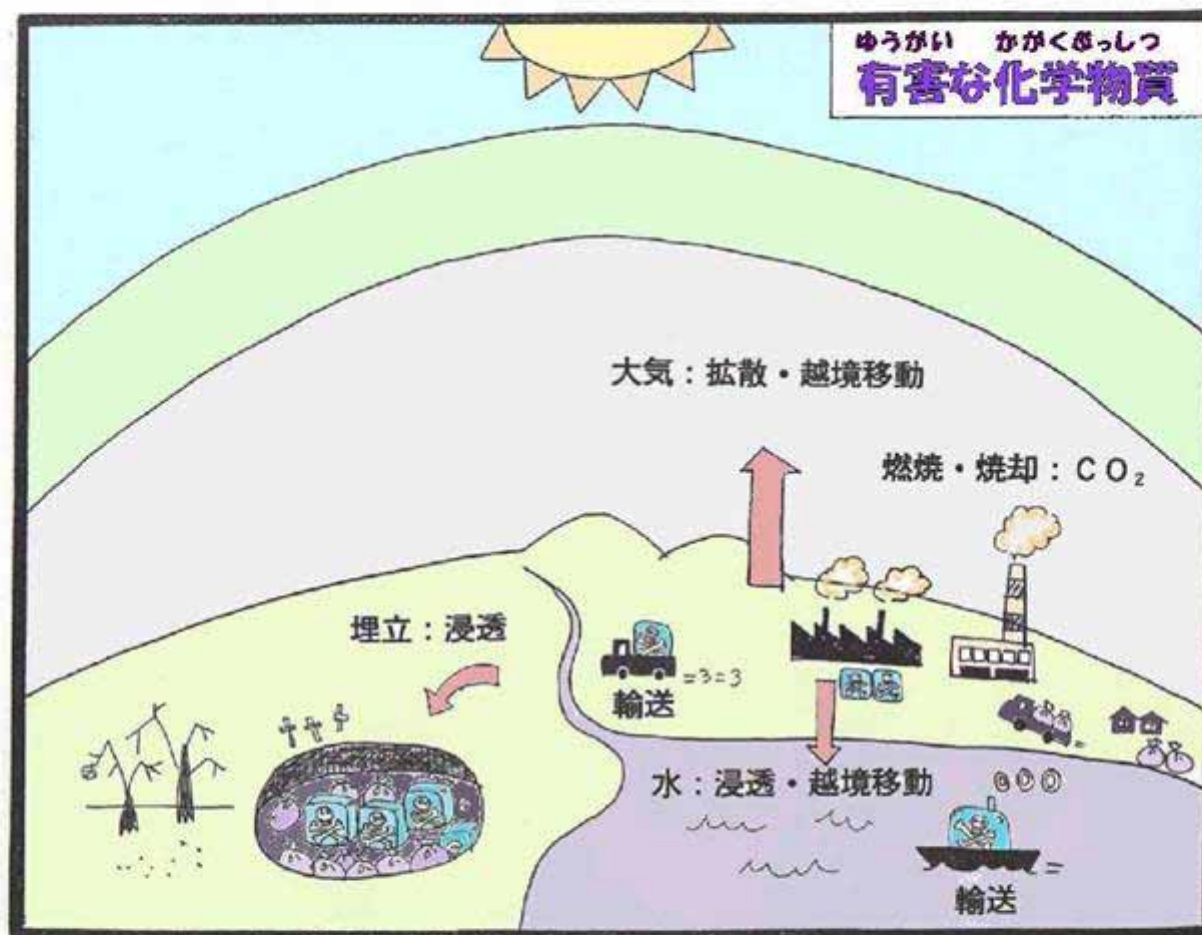 ゆうがい かがくぶっしつ
有害な化学物質
大気：拡散・越境移動
燃焼・焼却：ＣＯ₂
埋立：浸透
輸送
水：浸透・越境移動
輸送